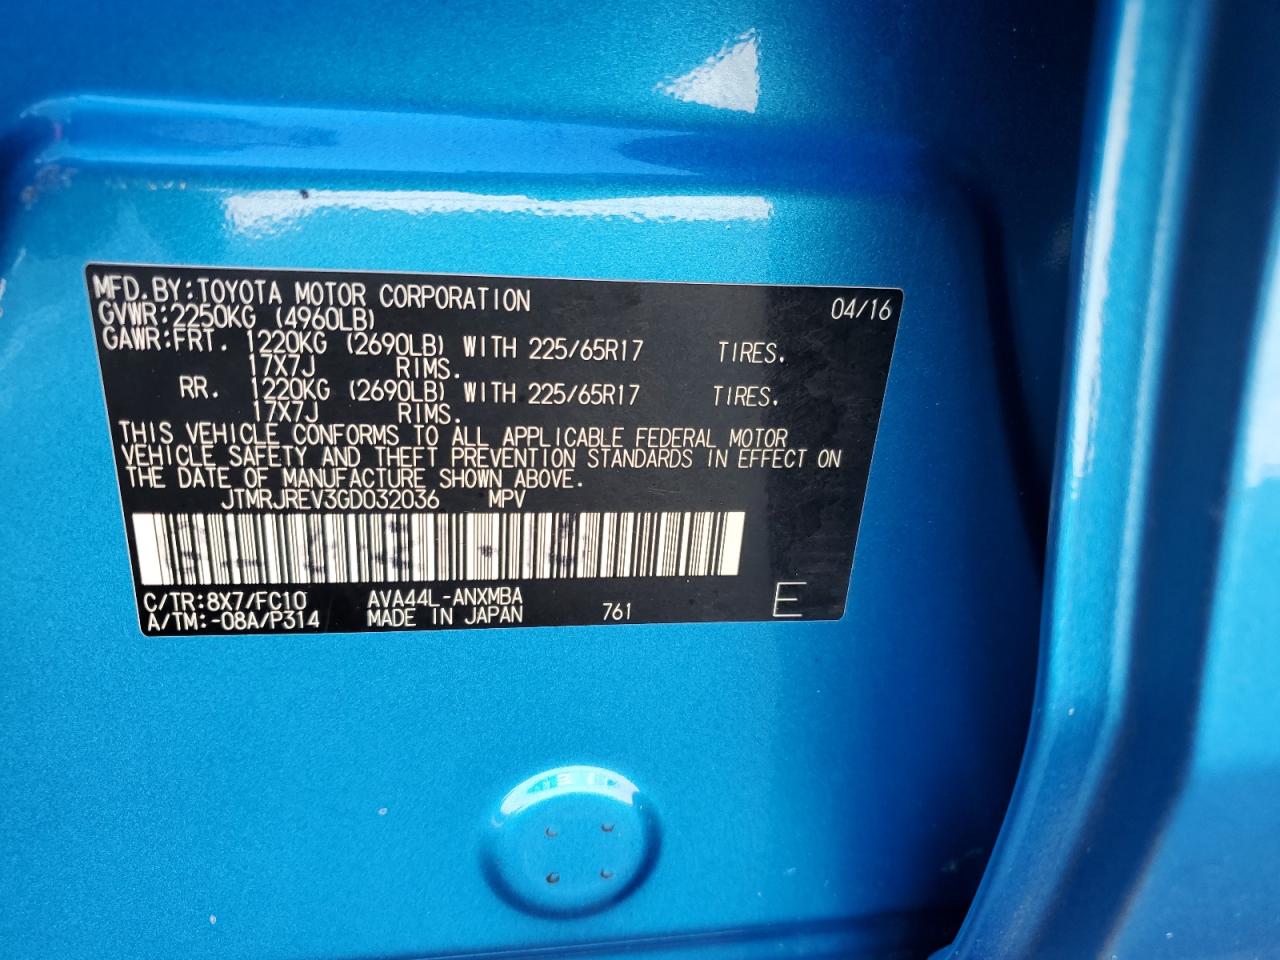 MFD.BY:TOYOTA MOTOR CORPORATION 04/16
GVWR:2250KG (4960LB)
GAWR:FRT. 1220KG (2690LB) WITH 225/65R17 TIRES.
17X7J RIMS.
RR. 1220KG (2690LB) WITH 225/65R17 TIRES.
17X7J RIMS.
THIS VEHICLE CONFORMS TO ALL APPLICABLE FEDERAL MOTOR
VEHICLE SAFETY AND THEFT PREVENTION STANDARDS IN EFFECT ON
THE DATE OF MANUFACTURE SHOWN ABOVE.
JTMRJREV3GD032036 MPV
C/TR:8X7/FC10 AVA44L-ANXMBA
A/TM:-08A/P314 MADE IN JAPAN 761 E